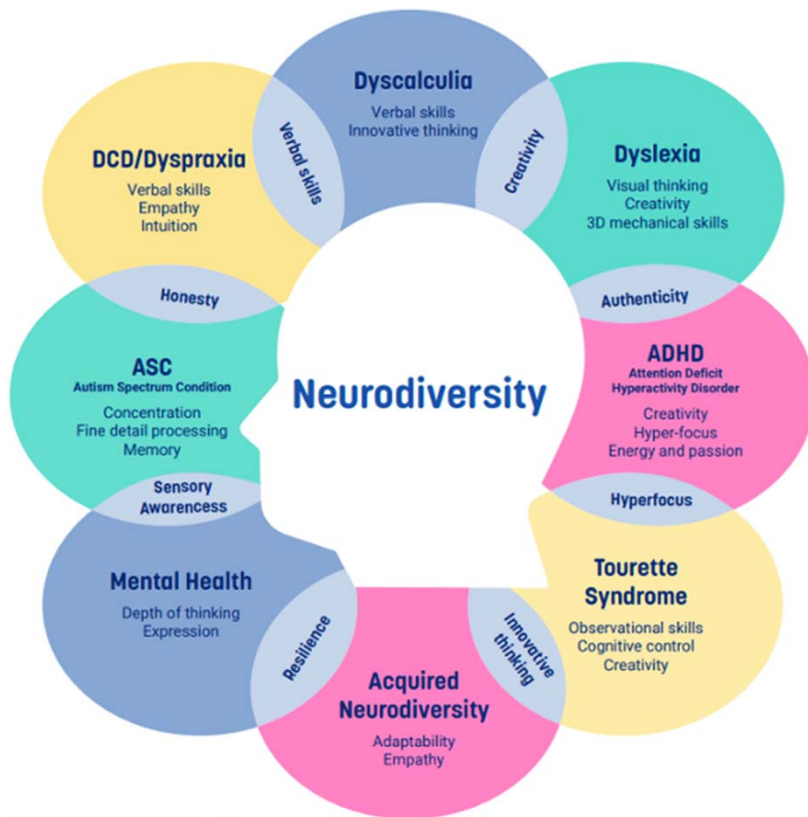 Dyscalculia
Verbal skills
Innovative thinking
Creativity
Dyslexia
Visual thinking
Creativity
3D mechanical skills
Authenticity
ADHD
Attention Deficit
Hyperactivity Disorder
Creativity
Hyper-focus
Energy and passion
Hyperfocus
Tourette
Syndrome
Observational skills
Cognitive control
Creativity
Innovative
thinking
Acquired
Neurodiversity
Adaptability
Empathy
Resilience
Mental Health
Depth of thinking
Expression
Sensory
Awarencess
ASC
Autism Spectrum Condition
Concentration
Fine detail processing
Memory
Honesty
DCD/Dyspraxia
Verbal skills
Empathy
Intuition
Verbal skills
Neurodiversity